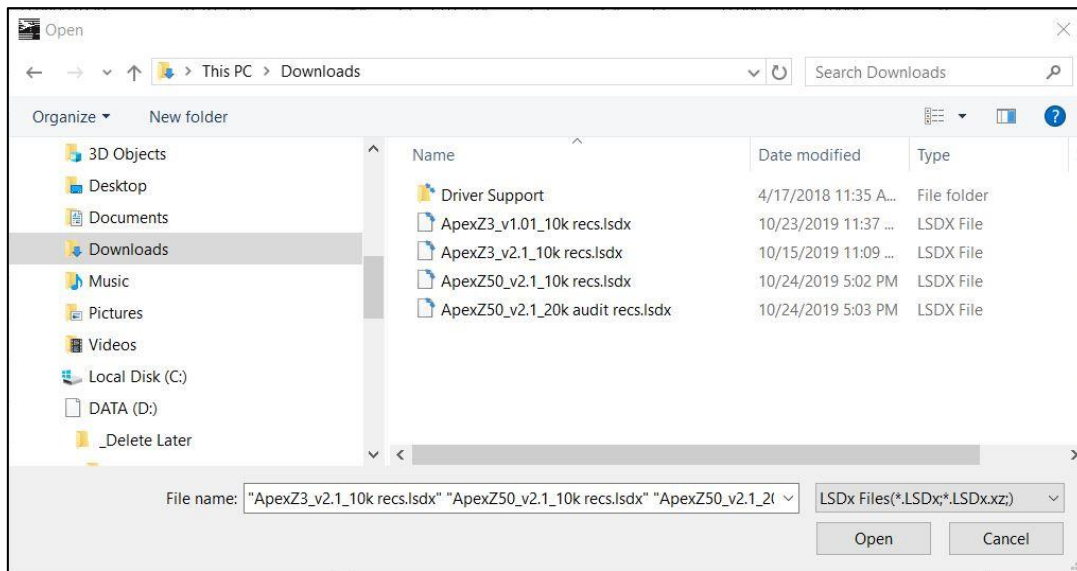 Open
This PC > Downloads
Search Downloads
Organize
New folder
?
3D Objects
Desktop
Documents
Downloads
Music
Pictures
Videos
Local Disk (C:)
DATA (D:)
_Delete Later
Name Date modified Type
Driver Support 4/17/2018 11:35 A... File folder
ApexZ3_v1.01_10k recs.lsdx 10/23/2019 11:37 ... LSDX File
ApexZ3_v2.1_10k recs.lsdx 10/15/2019 11:09 ... LSDX File
ApexZ50_v2.1_10k recs.lsdx 10/24/2019 5:02 PM LSDX File
ApexZ50_v2.1_20k audit recs.lsdx 10/24/2019 5:03 PM LSDX File
File name: "ApexZ3_v2.1_10k recs.lsdx" "ApexZ50_v2.1_10k recs.lsdx" "ApexZ50_v2.1_2
LSDx Files(*.LSDx;*.LSDx.xz;)
Open Cancel